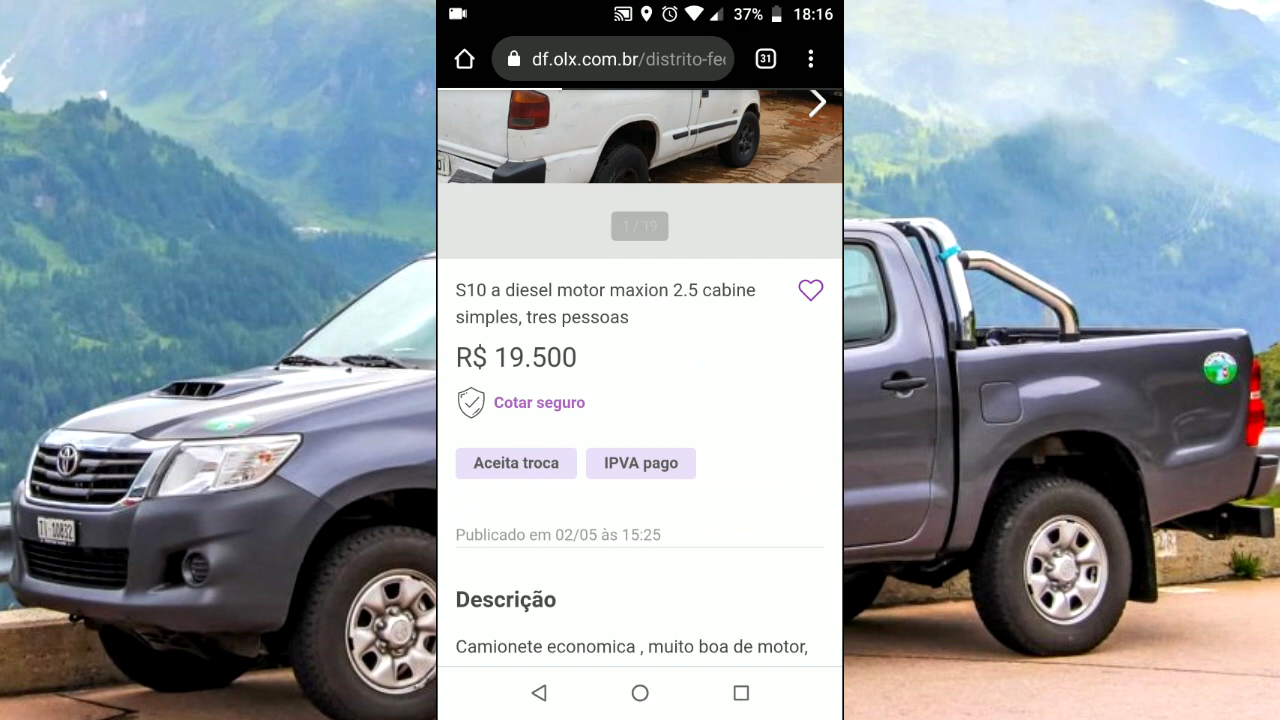 37%
18:16
df.olx.com.br/distrito-fe
31
1 / 19
S10 a diesel motor maxion 2.5 cabine
simples, tres pessoas
R$ 19.500
Cotar seguro
Aceita troca
IPVA pago
Publicado em 02/05 às 15:25
Descrição
Camionete economica , muito boa de motor,
TI 10832